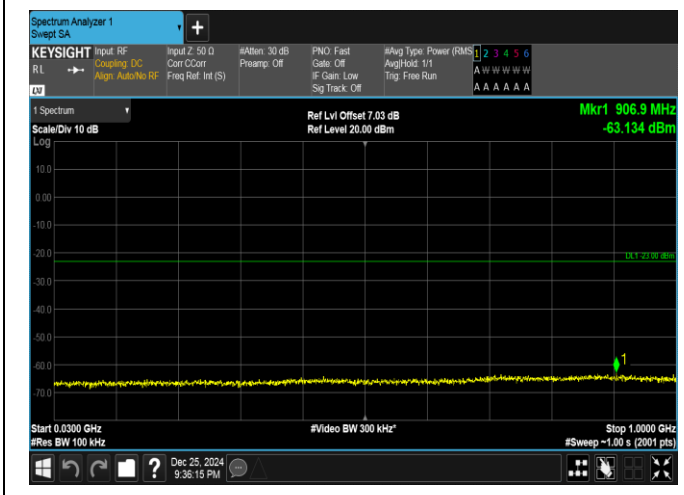 Spectrum Analyzer 1
Swept SA
+
KEYSIGHT
RL
LXI
Input: RF
Coupling: DC
Align: Auto/No RF
Input Z: 50 Ω
Corr CCorr
Freq Ref: Int (S)
#Atten: 30 dB
Preamp: Off
PNO: Fast
Gate: Off
IF Gain: Low
Sig Track: Off
#Avg Type: Power (RMS
Avg|Hold: 1/1
Trig: Free Run
1 2 3 4 5 6
A W W W W W
A A A A A A
1 Spectrum
Scale/Div 10 dB
Log
Ref Lvl Offset 7.03 dB
Ref Level 20.00 dBm
Mkr1 906.9 MHz
-63.134 dBm
10.0
0.00
-10.0
-20.0
DL1 -23.00 dBm
-30.0
-40.0
-50.0
-60.0
1
-70.0
Start 0.0300 GHz
#Res BW 100 kHz
#Video BW 300 kHz*
Stop 1.0000 GHz
#Sweep ~1.00 s (2001 pts)
?
Dec 25, 2024
9:36:15 PM